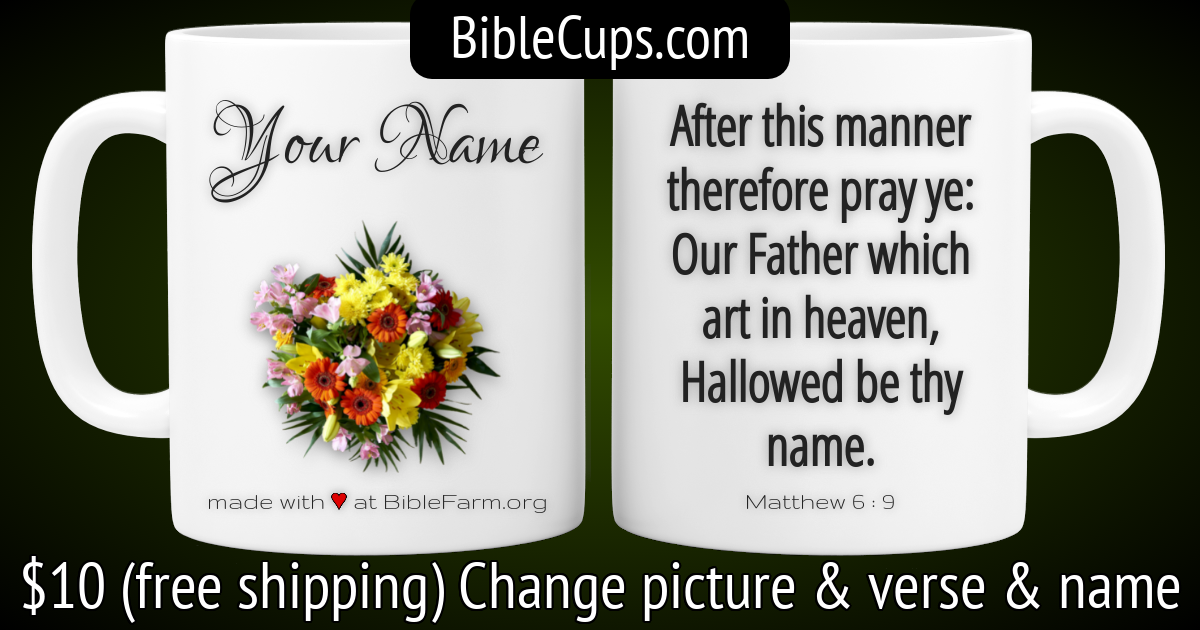 BibleCups.com
Your Name
made with ♥ at BibleFarm.org
After this manner
therefore pray ye:
Our Father which
art in heaven,
Hallowed be thy
name.
Matthew 6 : 9
$10 (free shipping) Change picture & verse & name